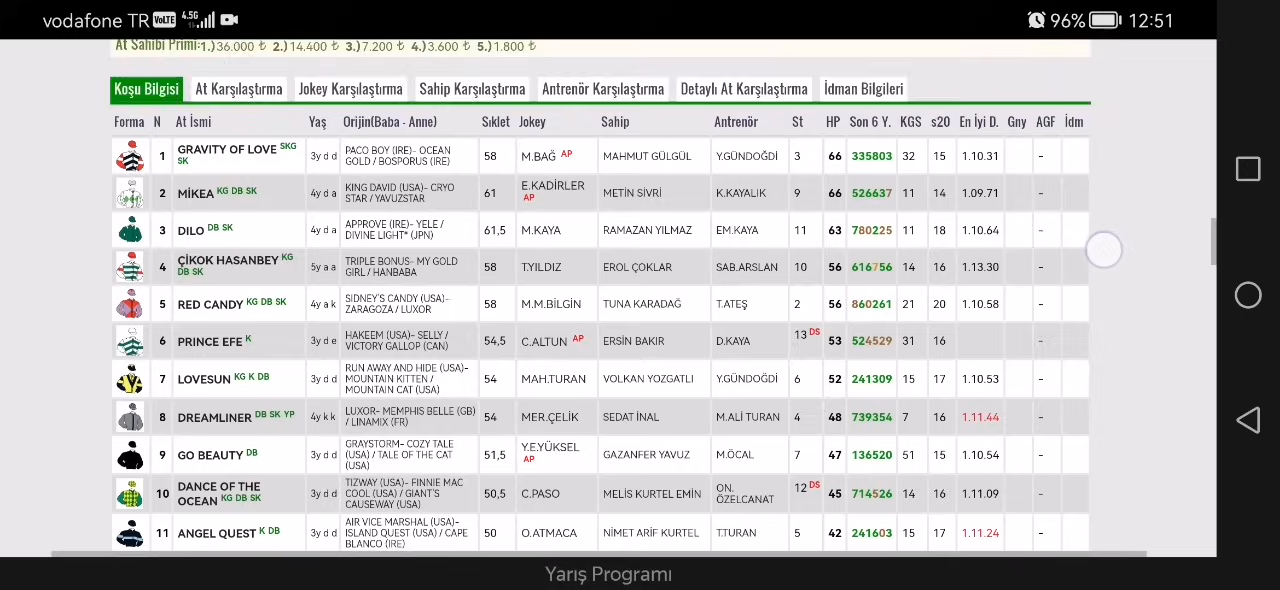 vodafone TR VoLTE 4.5G 96% 12:51
At Sahibi Primi:1.)36.000 ₺ 2.)14.400 ₺ 3.)7.200 ₺ 4.)3.600 ₺ 5.)1.800 ₺
Koşu Bilgisi At Karşılaştırma Jokey Karşılaştırma Sahip Karşılaştırma Antrenör Karşılaştırma Detaylı At Karşılaştırma İdman Bilgileri
Forma N At İsmi Yaş Orijin(Baba - Anne) Sıklet Jokey Sahip Antrenör St HP Son 6 Y. KGS s20 En İyi D. Gny AGF İdm
1 GRAVITY OF LOVE SKG SK 3y d d PACO BOY (IRE)- OCEAN GOLD / BOSPORUS (IRE) 58 M.BAĞ AP MAHMUT GÜLGÜL Y.GÜNDOĞDİ 3 66 335803 32 15 1.10.31 -
2 MİKEA KG DB SK 4y d a KING DAVID (USA)- CRYO STAR / YAVUZSTAR 61 E.KADİRLER AP METİN SİVRİ K.KAYALIK 9 66 526637 11 14 1.09.71 -
3 DILO DB SK 4y d a APPROVE (IRE)- YELE / DIVINE LIGHT* (JPN) 61,5 M.KAYA RAMAZAN YILMAZ EM.KAYA 11 63 780225 11 18 1.10.64 -
4 ÇİKOK HASANBEY KG DB SK 5y a a TRIPLE BONUS- MY GOLD GIRL / HANBABA 58 T.YILDIZ EROL ÇOKLAR SAB.ARSLAN 10 56 616756 14 16 1.13.30 -
5 RED CANDY KG DB SK 4y a k SIDNEY'S CANDY (USA)- ZARAGOZA / LUXOR 58 M.M.BİLGİN TUNA KARADAĞ T.ATEŞ 2 56 860261 21 20 1.10.58 -
6 PRINCE EFE K 3y d e HAKEEM (USA)- SELLY / VICTORY GALLOP (CAN) 54,5 C.ALTUN AP ERSİN BAKIR D.KAYA 13 DS 53 524529 31 16 -
7 LOVESUN KG K DB 3y d d RUN AWAY AND HIDE (USA)- MOUNTAIN KITTEN / MOUNTAIN CAT (USA) 54 MAH.TURAN VOLKAN YOZGATLI Y.GÜNDOĞDİ 6 52 241309 15 17 1.10.53 -
8 DREAMLINER DB SK YP 4y k k LUXOR- MEMPHIS BELLE (GB) / LINAMIX (FR) 54 MER.ÇELİK SEDAT İNAL M.ALİ TURAN 4 48 739354 7 16 1.11.44 -
9 GO BEAUTY DB 3y d d GRAYSTORM- COZY TALE (USA) / TALE OF THE CAT (USA) 51,5 Y.E.YÜKSEL AP GAZANFER YAVUZ M.ÖCAL 7 47 136520 51 15 1.10.54 -
10 DANCE OF THE OCEAN KG DB SK 3y d d TIZWAY (USA)- FINNIE MAC COOL (USA) / GIANT'S CAUSEWAY (USA) 50,5 C.PASO MELİS KURTEL EMİN ON. ÖZELCANAT 12 DS 45 714526 14 16 1.11.09 -
11 ANGEL QUEST K DB 3y d d AIR VICE MARSHAL (USA)- ISLAND QUEST (USA) / CAPE BLANCO (IRE) 50 O.ATMACA NİMET ARİF KURTEL T.TURAN 5 42 241603 15 17 1.11.24 -
Yarış Programı